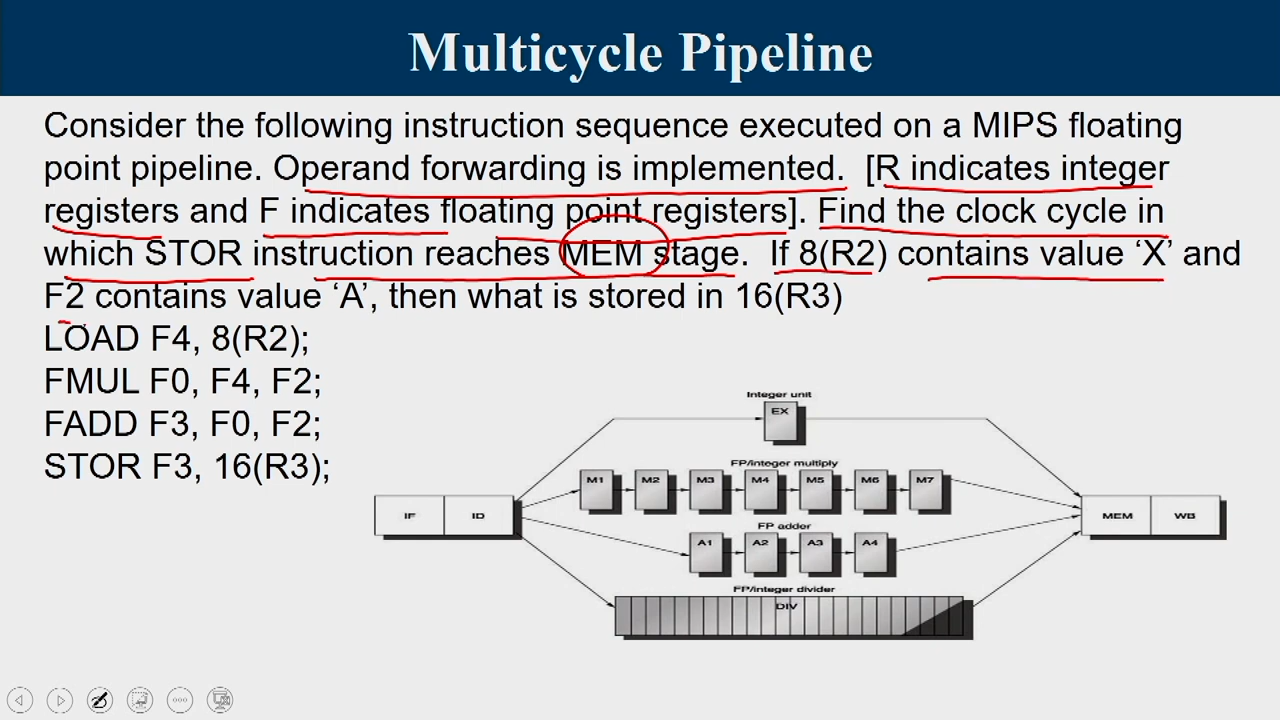 Multicycle Pipeline
Consider the following instruction sequence executed on a MIPS floating
point pipeline. Operand forwarding is implemented. [R indicates integer
registers and F indicates floating point registers]. Find the clock cycle in
which STOR instruction reaches MEM stage. If 8(R2) contains value ‘X’ and
F2 contains value ‘A’, then what is stored in 16(R3)
LOAD F4, 8(R2);
FMUL F0, F4, F2;
FADD F3, F0, F2;
STOR F3, 16(R3);
Integer unit
EX
FP/integer multiply
M1 M2 M3 M4 M5 M6 M7
IF ID MEM WB
FP adder
A1 A2 A3 A4
FP/integer divider
DIV